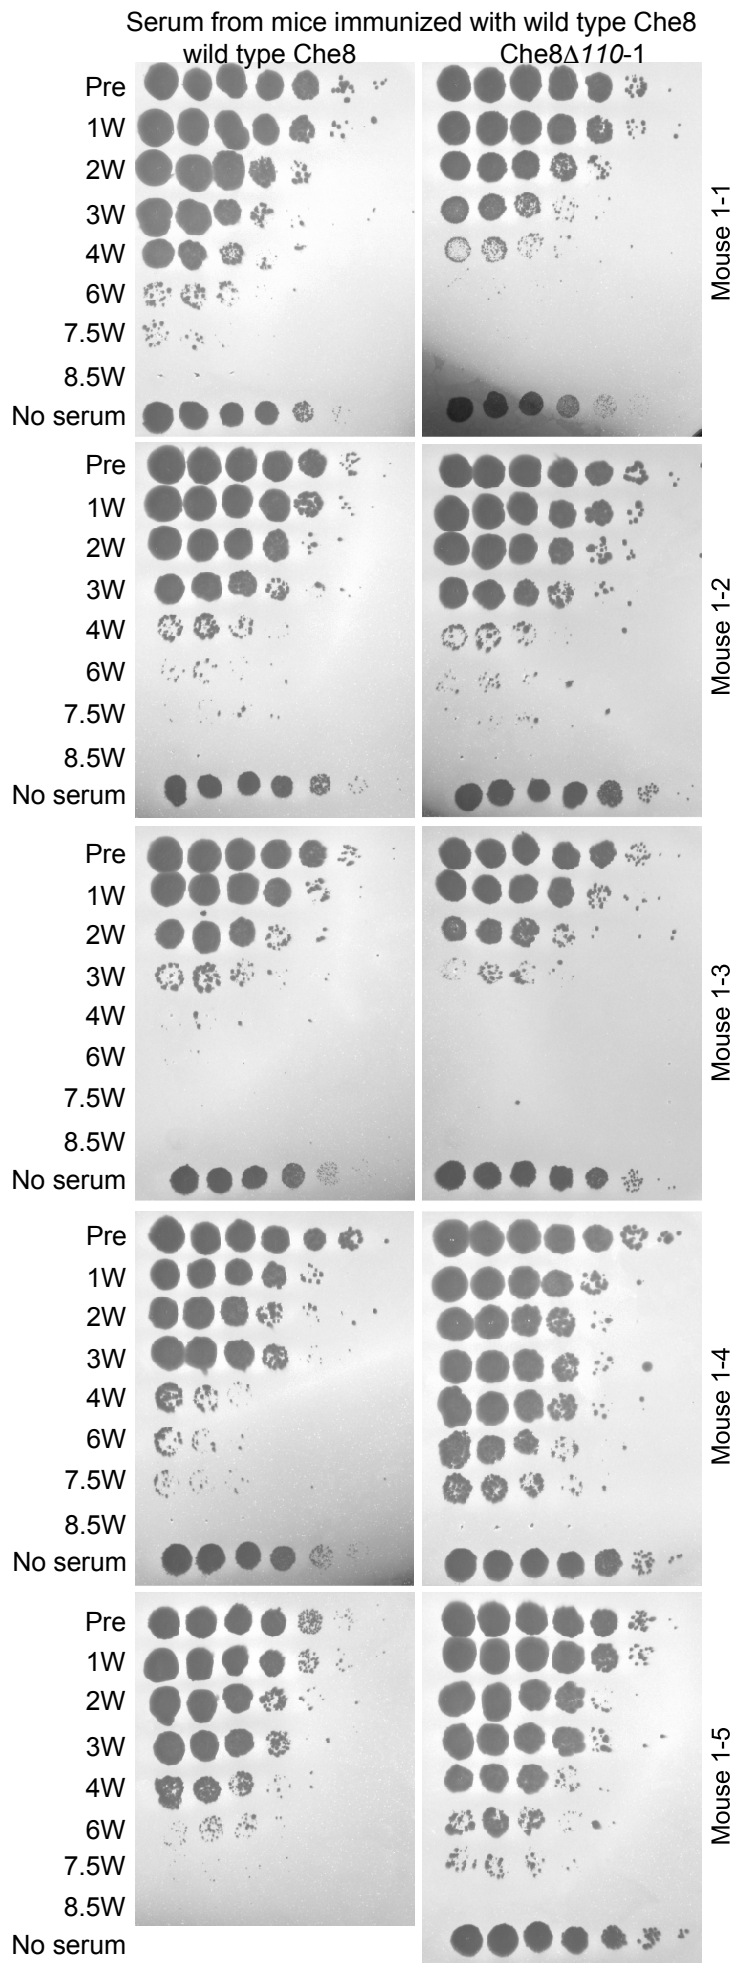 Serum from mice immunized with wild type Che8
wild type Che8
Che8Δ110-1
Pre
1W
2W
3W
4W
6W
7.5W
8.5W
No serum
Mouse 1-1
Pre
1W
2W
3W
4W
6W
7.5W
8.5W
No serum
Mouse 1-2
Pre
1W
2W
3W
4W
6W
7.5W
8.5W
No serum
Mouse 1-3
Pre
1W
2W
3W
4W
6W
7.5W
8.5W
No serum
Mouse 1-4
Pre
1W
2W
3W
4W
6W
7.5W
8.5W
No serum
Mouse 1-5